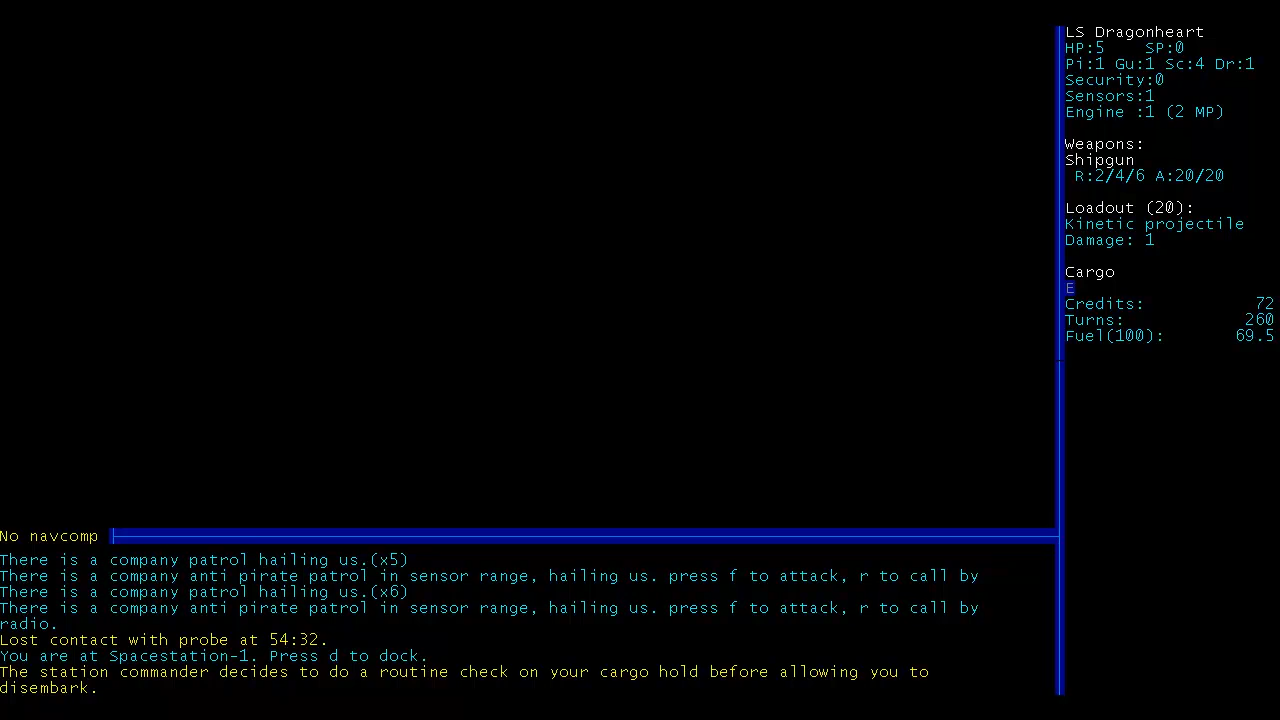 LS Dragonheart
HP:5 SP:0
Pi:1 Gu:1 Sc:4 Dr:1
Security:0
Sensors:1
Engine :1 (2 MP)
Weapons:
Shipgun
R:2/4/6 A:20/20
Loadout (20):
Kinetic projectile
Damage: 1
Cargo
E
Credits: 72
Turns: 260
Fuel(100): 69.5
No navcomp
There is a company patrol hailing us.(x5)
There is a company anti pirate patrol in sensor range, hailing us. press f to attack, r to call by
There is a company patrol hailing us.(x6)
There is a company anti pirate patrol in sensor range, hailing us. press f to attack, r to call by
radio.
Lost contact with probe at 54:32.
You are at Spacestation-1. Press d to dock.
The station commander decides to do a routine check on your cargo hold before allowing you to
disembark.